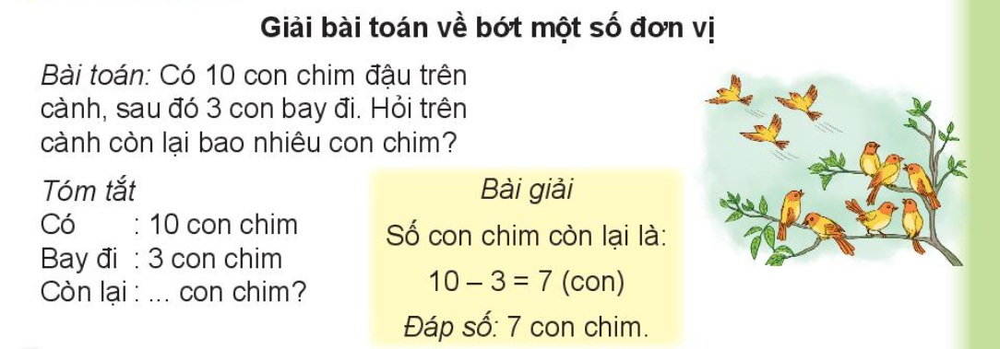 Giải bài toán về bớt một số đơn vị
Bài toán: Có 10 con chim đậu trên
cành, sau đó 3 con bay đi. Hỏi trên
cành còn lại bao nhiêu con chim?
Tóm tắt
Có : 10 con chim
Bay đi : 3 con chim
Còn lại : ... con chim?
Bài giải
Số con chim còn lại là:
10 – 3 = 7 (con)
Đáp số: 7 con chim.